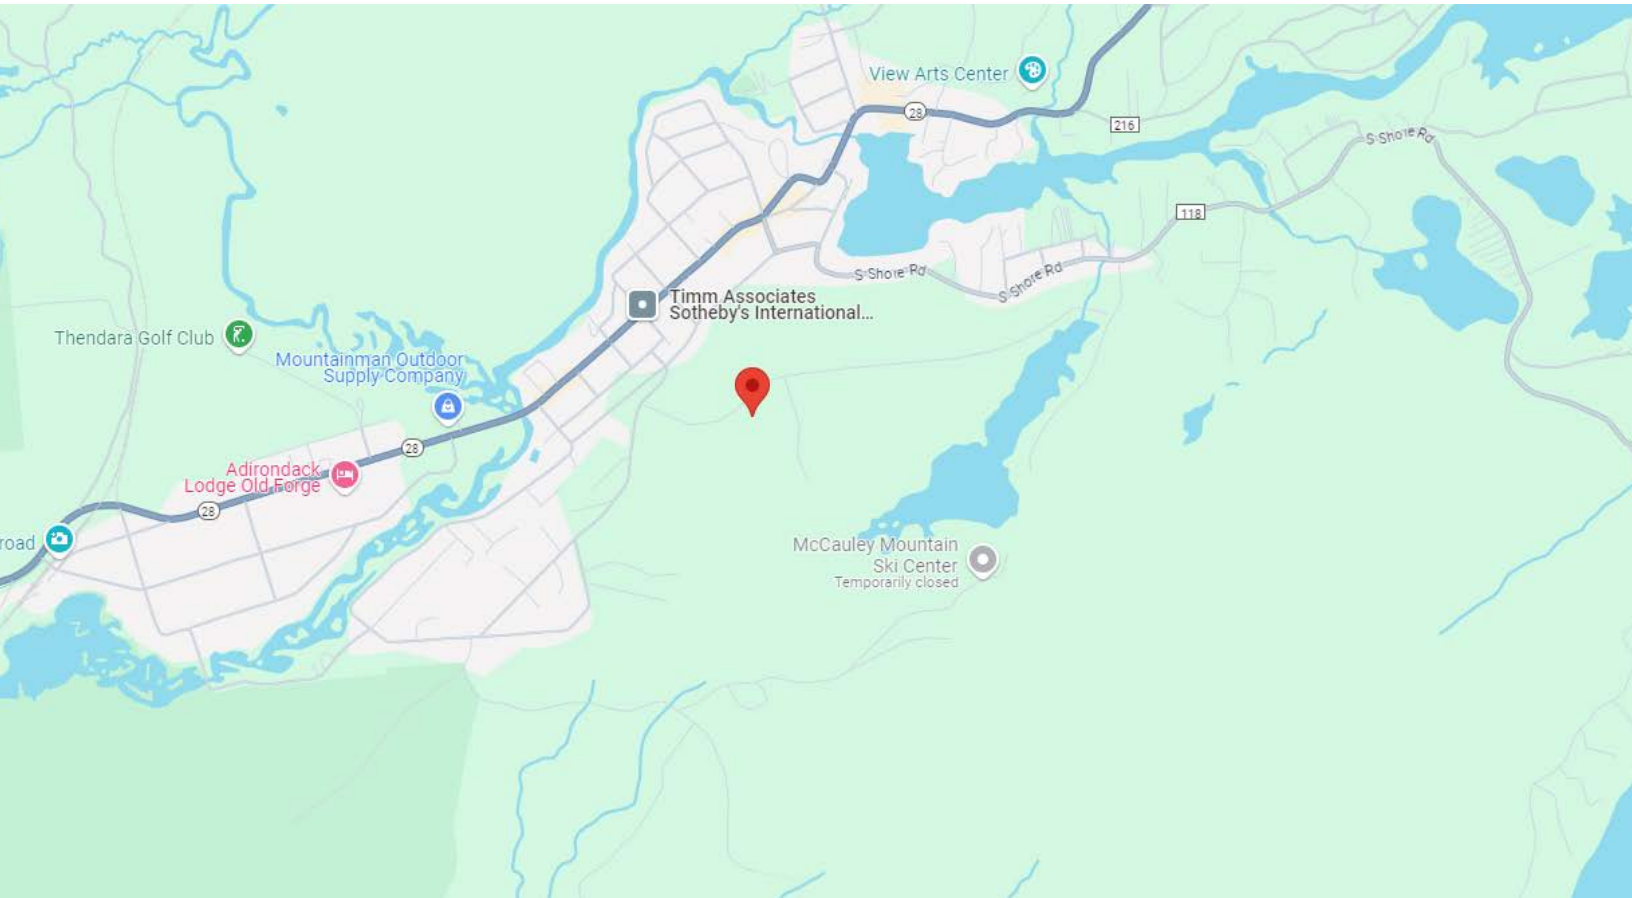 View Arts Center
28
216
S Shore Rd
118
S Shore Rd
S Shore Rd
Timm Associates
Sotheby's International...
Thendara Golf Club
Mountainman Outdoor
Supply Company
28
Adirondack
Lodge Old Forge
28
road
McCauley Mountain
Ski Center
Temporarily closed